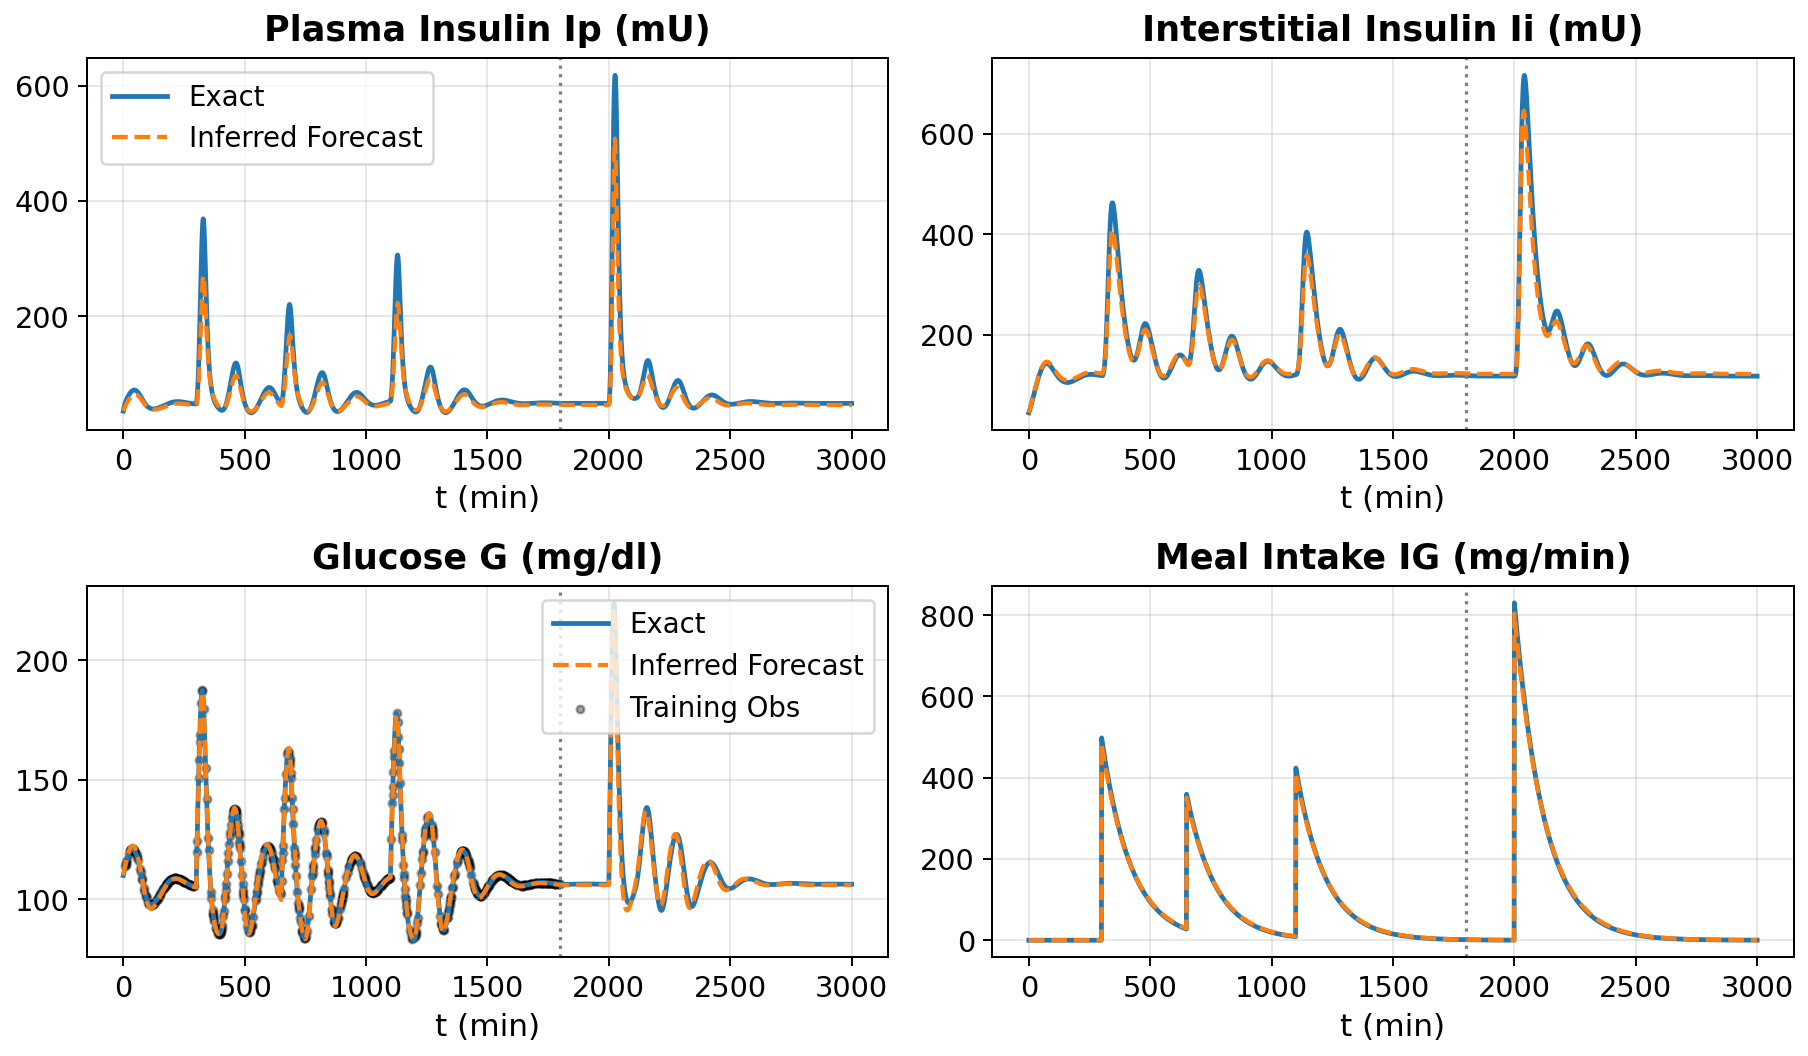 Plasma Insulin Ip (mU)
600
400
200
Exact
Inferred Forecast
0 500 1000 1500 2000 2500 3000
t (min)
Interstitial Insulin Ii (mU)
600
400
200
0 500 1000 1500 2000 2500 3000
t (min)
Glucose G (mg/dl)
200
150
100
Exact
Inferred Forecast
Training Obs
0 500 1000 1500 2000 2500 3000
t (min)
Meal Intake IG (mg/min)
800
600
400
200
0
0 500 1000 1500 2000 2500 3000
t (min)